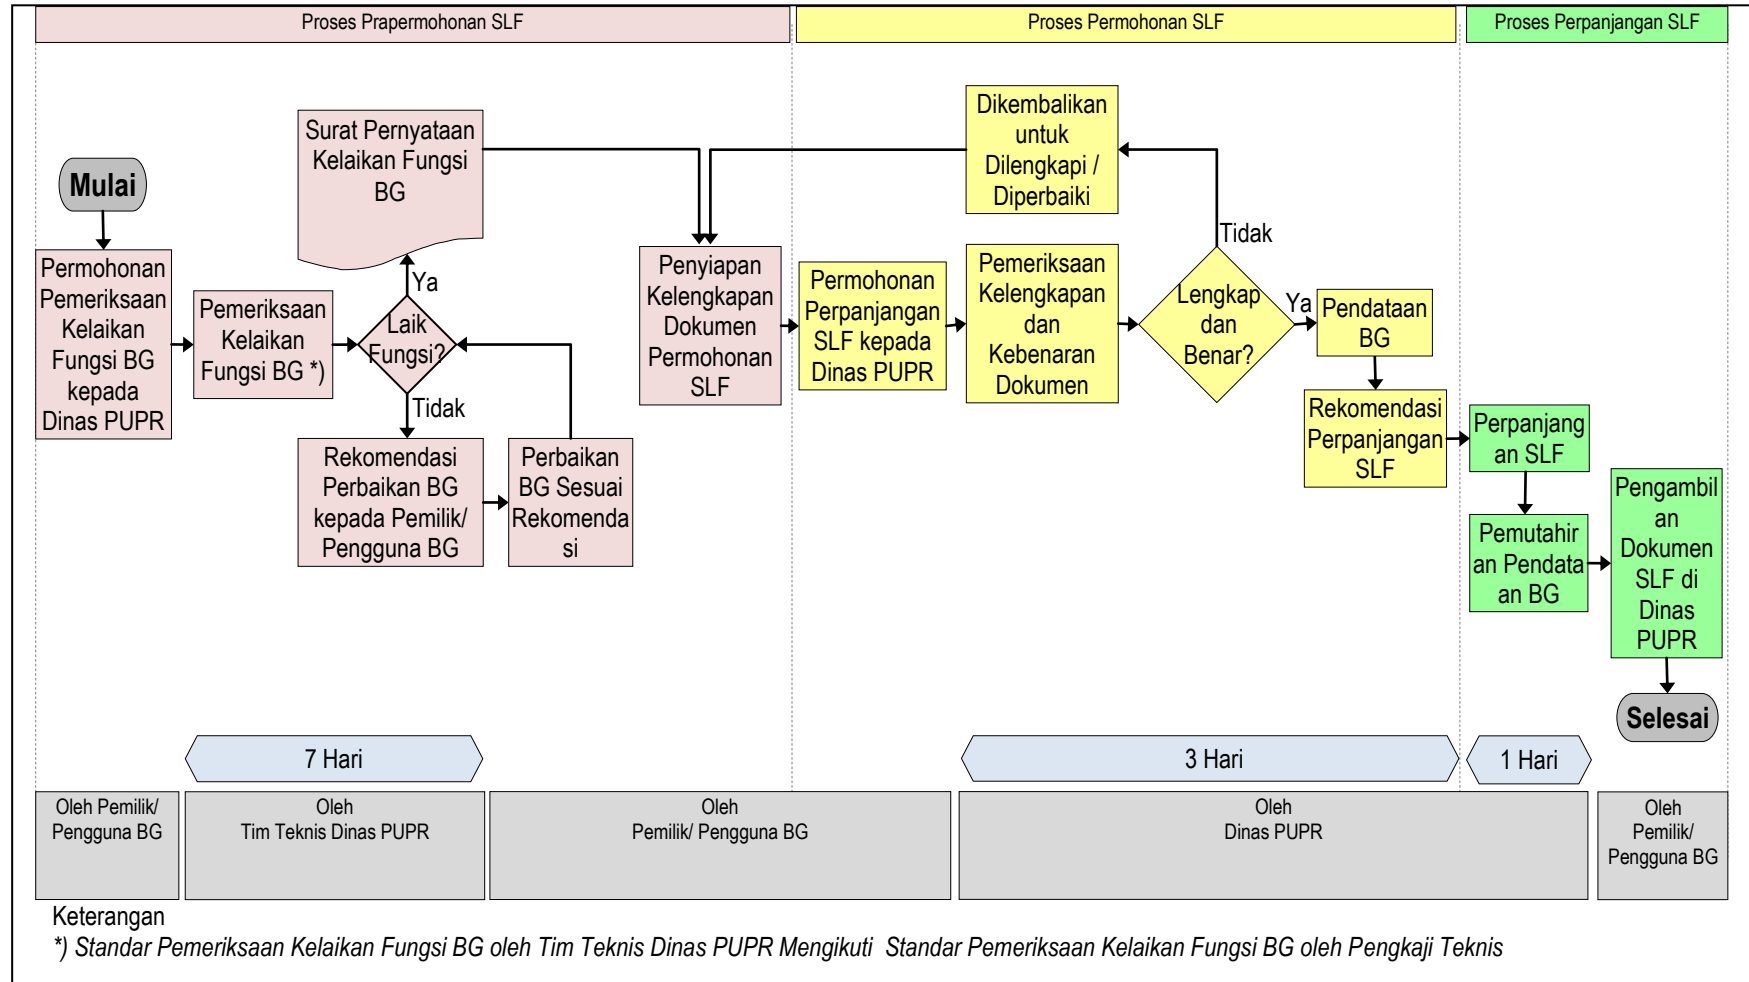 Proses Prapermohonan SLF
Proses Permohonan SLF
Proses Perpanjangan SLF
Mulai
Permohonan
Pemeriksaan
Kelaikan
Fungsi BG
kepada
Dinas PUPR
Pemeriksaan
Kelaikan
Fungsi BG *)
Surat Pernyataan
Kelaikan Fungsi
BG
Ya
Laik
Fungsi?
Tidak
Rekomendasi
Perbaikan BG
kepada Pemilik/
Pengguna BG
Perbaikan
BG Sesuai
Rekomenda
si
Penyiapan
Kelengkapan
Dokumen
Permohonan
SLF
Permohonan
Perpanjangan
SLF kepada
Dinas PUPR
Dikembalikan
untuk
Dilengkapi /
Diperbaiki
Pemeriksaan
Kelengkapan
dan
Kebenaran
Dokumen
Tidak
Lengkap
dan
Benar?
Ya
Pendataan
BG
Rekomendasi
Perpanjangan
SLF
Perpanjang
an SLF
Pemutahir
an Pendata
an BG
Pengambil
an
Dokumen
SLF di
Dinas
PUPR
Selesai
7 Hari
3 Hari
1 Hari
Oleh Pemilik/
Pengguna BG
Oleh
Tim Teknis Dinas PUPR
Oleh
Pemilik/ Pengguna BG
Oleh
Dinas PUPR
Oleh
Pemilik/
Pengguna BG
Keterangan
*) Standar Pemeriksaan Kelaikan Fungsi BG oleh Tim Teknis Dinas PUPR Mengikuti  Standar Pemeriksaan Kelaikan Fungsi BG oleh Pengkaji Teknis